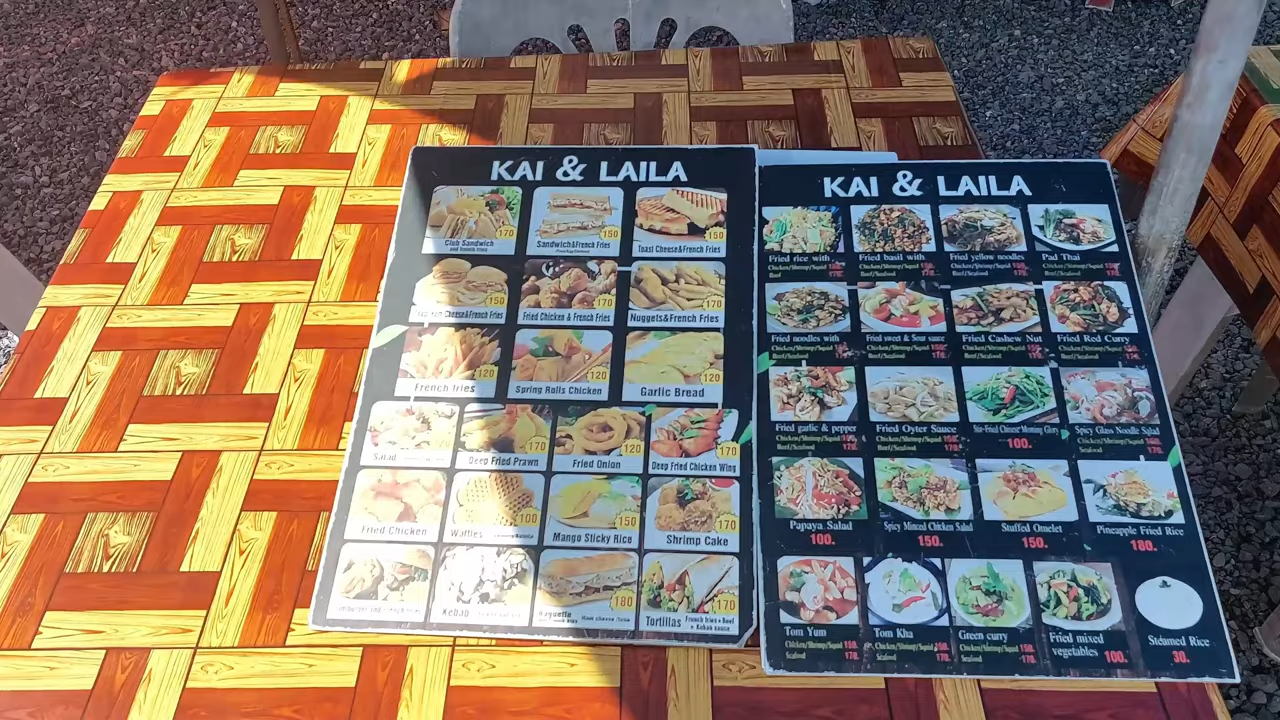 KAI & LAILA
Club Sandwich
and french fries
170
Sandwich&French Fries
150
Toast Cheese&French Fries
150
Cheese&French Fries
150
Fried Chicken & French Fries
170
Nuggets&French Fries
170
French fries
120
Spring Rolls Chicken
120
Garlic Bread
120
Salad
Deep Fried Prawn
170
Fried Onion
120
Deep Fried Chicken Wing
170
Fried Chicken
Waffles
100
Mango Sticky Rice
150
Shrimp Cake
170
Kebab
Baguette
180
Tortillas
French fries+Beef
+ Kebab sauce
170
KAI & LAILA
Fried rice with
Chicken/Shrimp/Squid 150.
Beef/Seafood 170.
Fried basil with
Chicken/Shrimp/Squid 150.
Beef/Seafood 170.
Fried yellow noodles
Chicken/Shrimp/Squid 150.
Beef/Seafood 170.
Pad Thai
Chicken/Shrimp/Squid 150.
Beef/Seafood 170.
Fried noodles with
Chicken/Shrimp/Squid 150.
Beef/Seafood 170.
Fried sweet & Sour sauce
Chicken/Shrimp/Squid 150.
Beef/Seafood 170.
Fried Cashew Nut
Chicken/Shrimp/Squid 150.
Beef/Seafood 170.
Fried Red Curry
Chicken/Shrimp/Squid 150.
Beef/Seafood 170.
Fried garlic & pepper
Chicken/Shrimp/Squid 150.
Beef/Seafood 170.
Fried Oyter Sauce
Chicken/Shrimp/Squid 150.
Beef/Seafood 170.
Stir-Fried Chinese Morning Glory
100.
Spicy Glass Noodle Salad
Chicken/Shrimp/Squid 150.
Seafood 170.
Papaya Salad
100.
Spicy Minced Chicken Salad
150.
Stuffed Omelet
150.
Pineapple Fried Rice
180.
Tom Yum
Chicken/Shrimp/Squid 150.
Seafood 170.
Tom Kha
Chicken/Shrimp/Squid 150.
Seafood 170.
Green curry
Chicken/Shrimp/Squid 150.
Seafood 170.
Fried mixed
vegetables 100.
Steamed Rice
30.